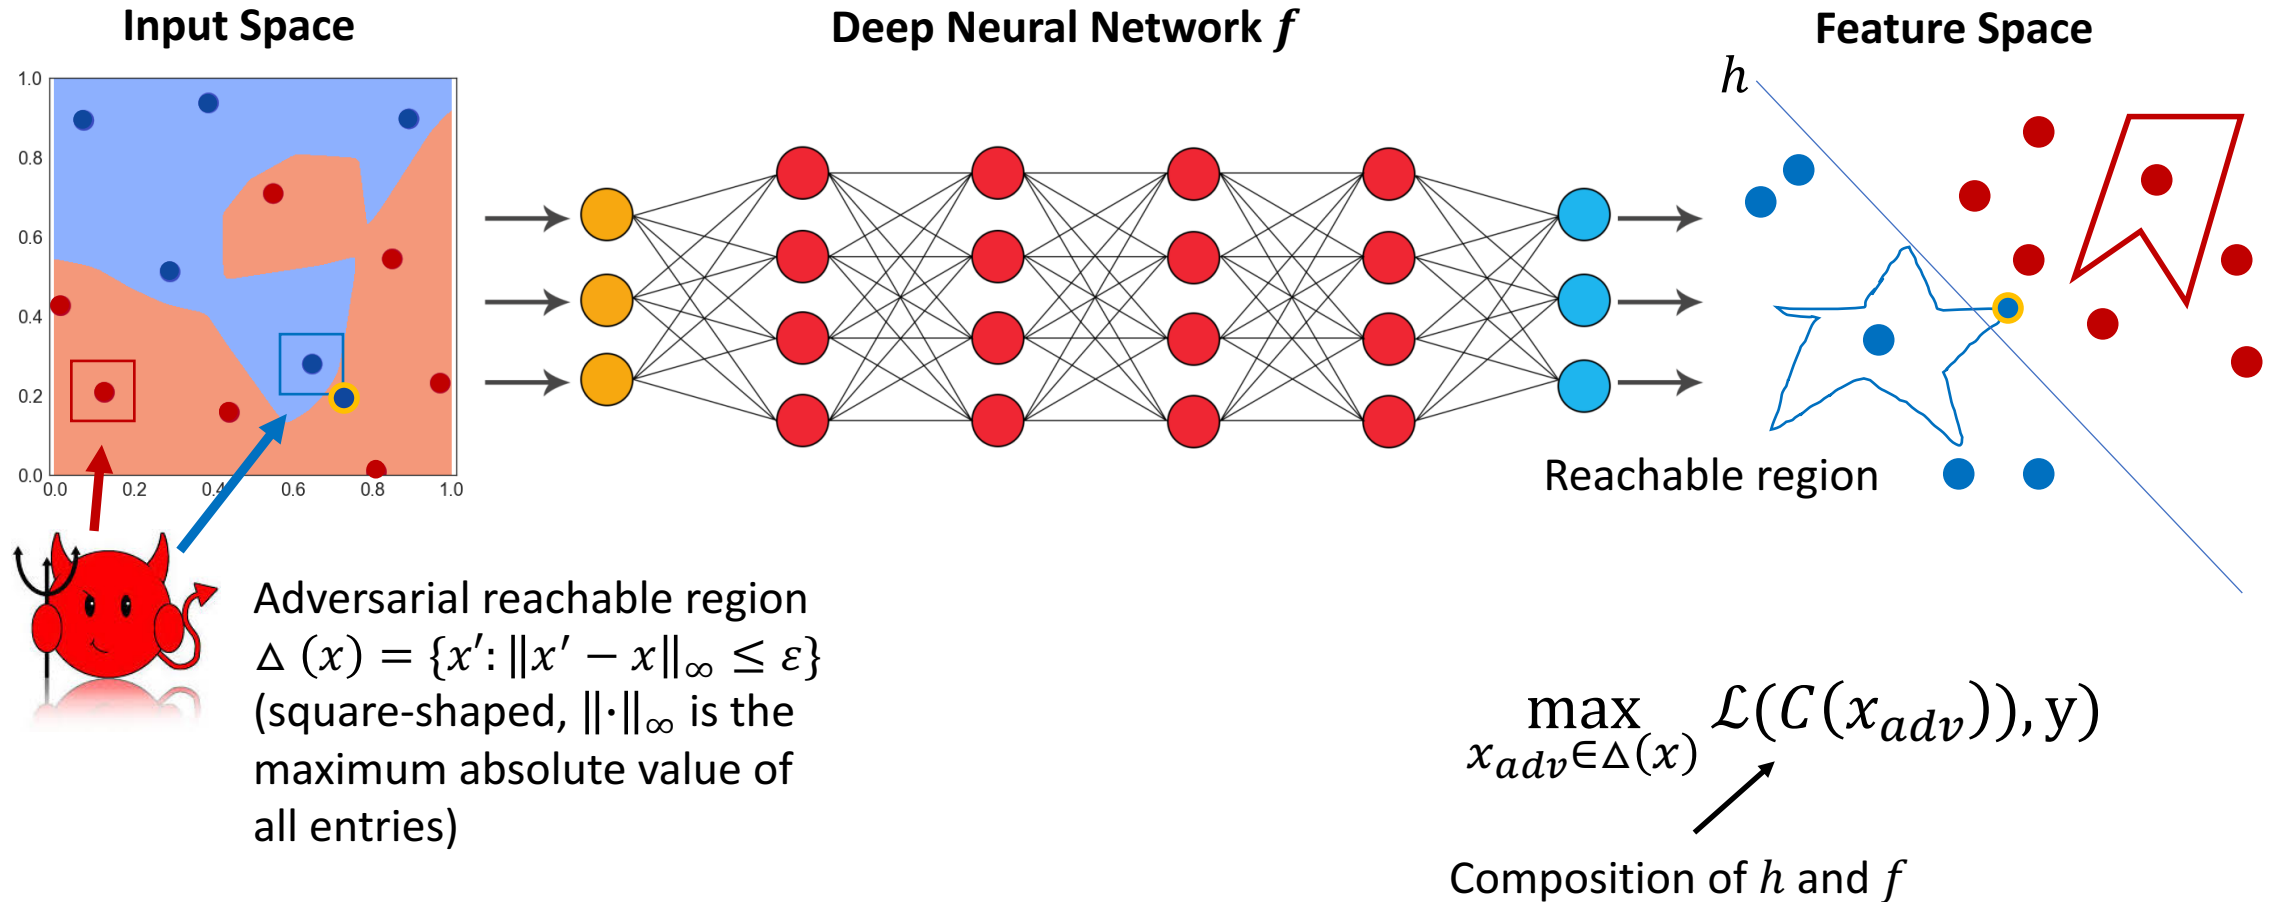 Input Space
Deep Neural Network f
Feature Space
h
1.0
0.8
0.6
0.4
0.2
0.0
0.0 0.2 0.4 0.6 0.8 1.0
Reachable region
Adversarial reachable region
△ (x) = {x′: ‖x′ − x‖∞ ≤ ε}
(square-shaped, ‖·‖∞ is the
maximum absolute value of
all entries)
max ℒ(C(x_adv)), y)
x_adv∈△(x)
Composition of h and f